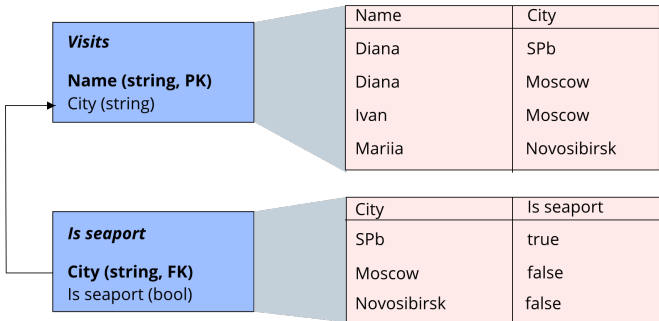 Visits
Name (string, PK)
City (string)
Name City
Diana SPb
Diana Moscow
Ivan Moscow
Mariia Novosibirsk
Is seaport
City (string, FK)
Is seaport (bool)
City Is seaport
SPb true
Moscow false
Novosibirsk false